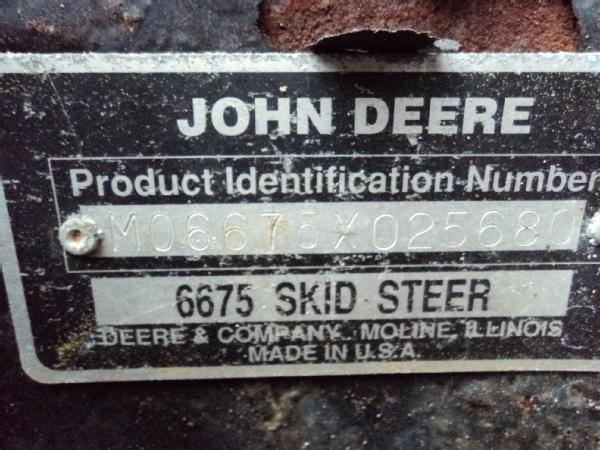 JOHN DEERE
Product Identification Number
M06675X025680
6675 SKID STEER
DEERE & COMPANY MOLINE, ILLINOIS
MADE IN U.S.A.